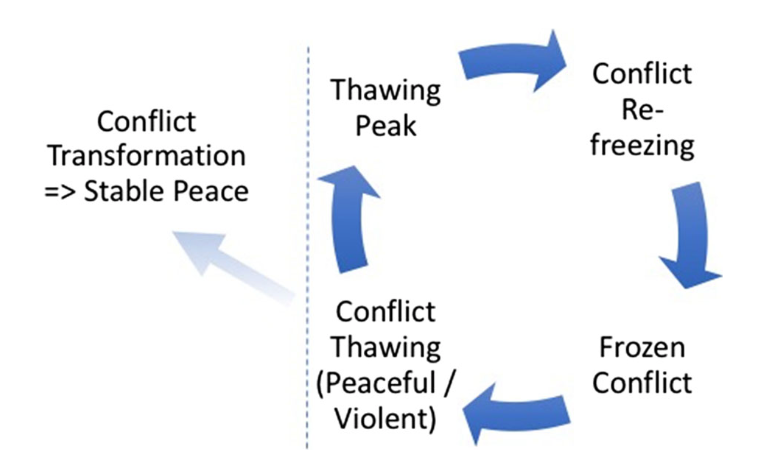 Conflict
Transformation
=> Stable Peace
Thawing
Peak
Conflict
Re-
freezing
Conflict
Thawing
(Peaceful /
Violent)
Frozen
Conflict